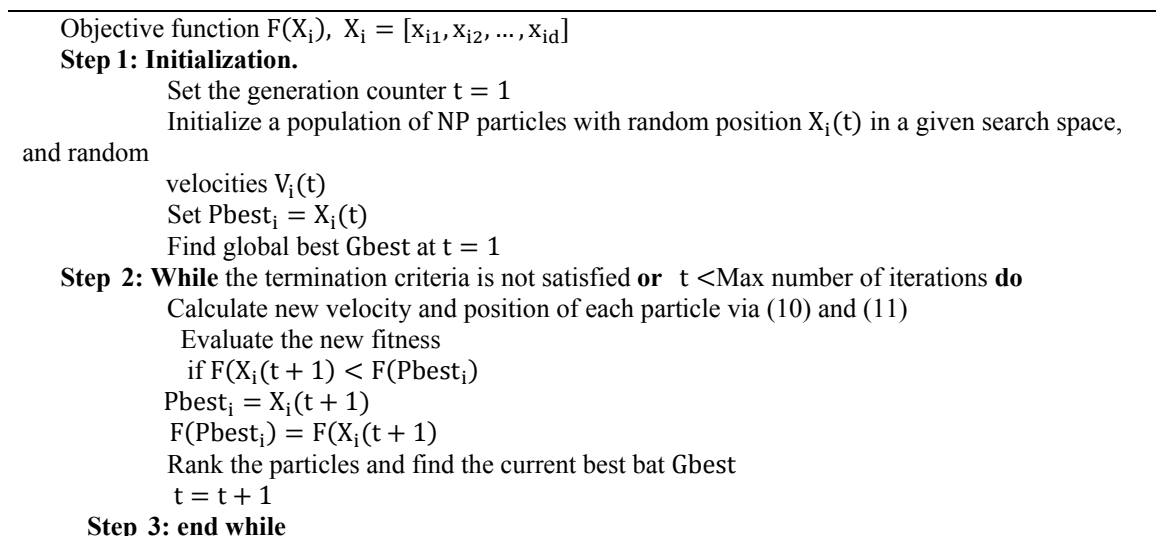 Objective function F(Xᵢ), Xᵢ = [xᵢ₁, xᵢ₂, … , xᵢd]
Step 1: Initialization.
Set the generation counter t = 1
Initialize a population of NP particles with random position Xᵢ(t) in a given search space,
and random
velocities Vᵢ(t)
Set Pbestᵢ = Xᵢ(t)
Find global best Gbest at t = 1
Step 2: While the termination criteria is not satisfied or t <Max number of iterations do
Calculate new velocity and position of each particle via (10) and (11)
Evaluate the new fitness
if F(Xᵢ(t + 1) < F(Pbestᵢ)
Pbestᵢ = Xᵢ(t + 1)
F(Pbestᵢ) = F(Xᵢ(t + 1)
Rank the particles and find the current best bat Gbest
t = t + 1
Step 3: end while